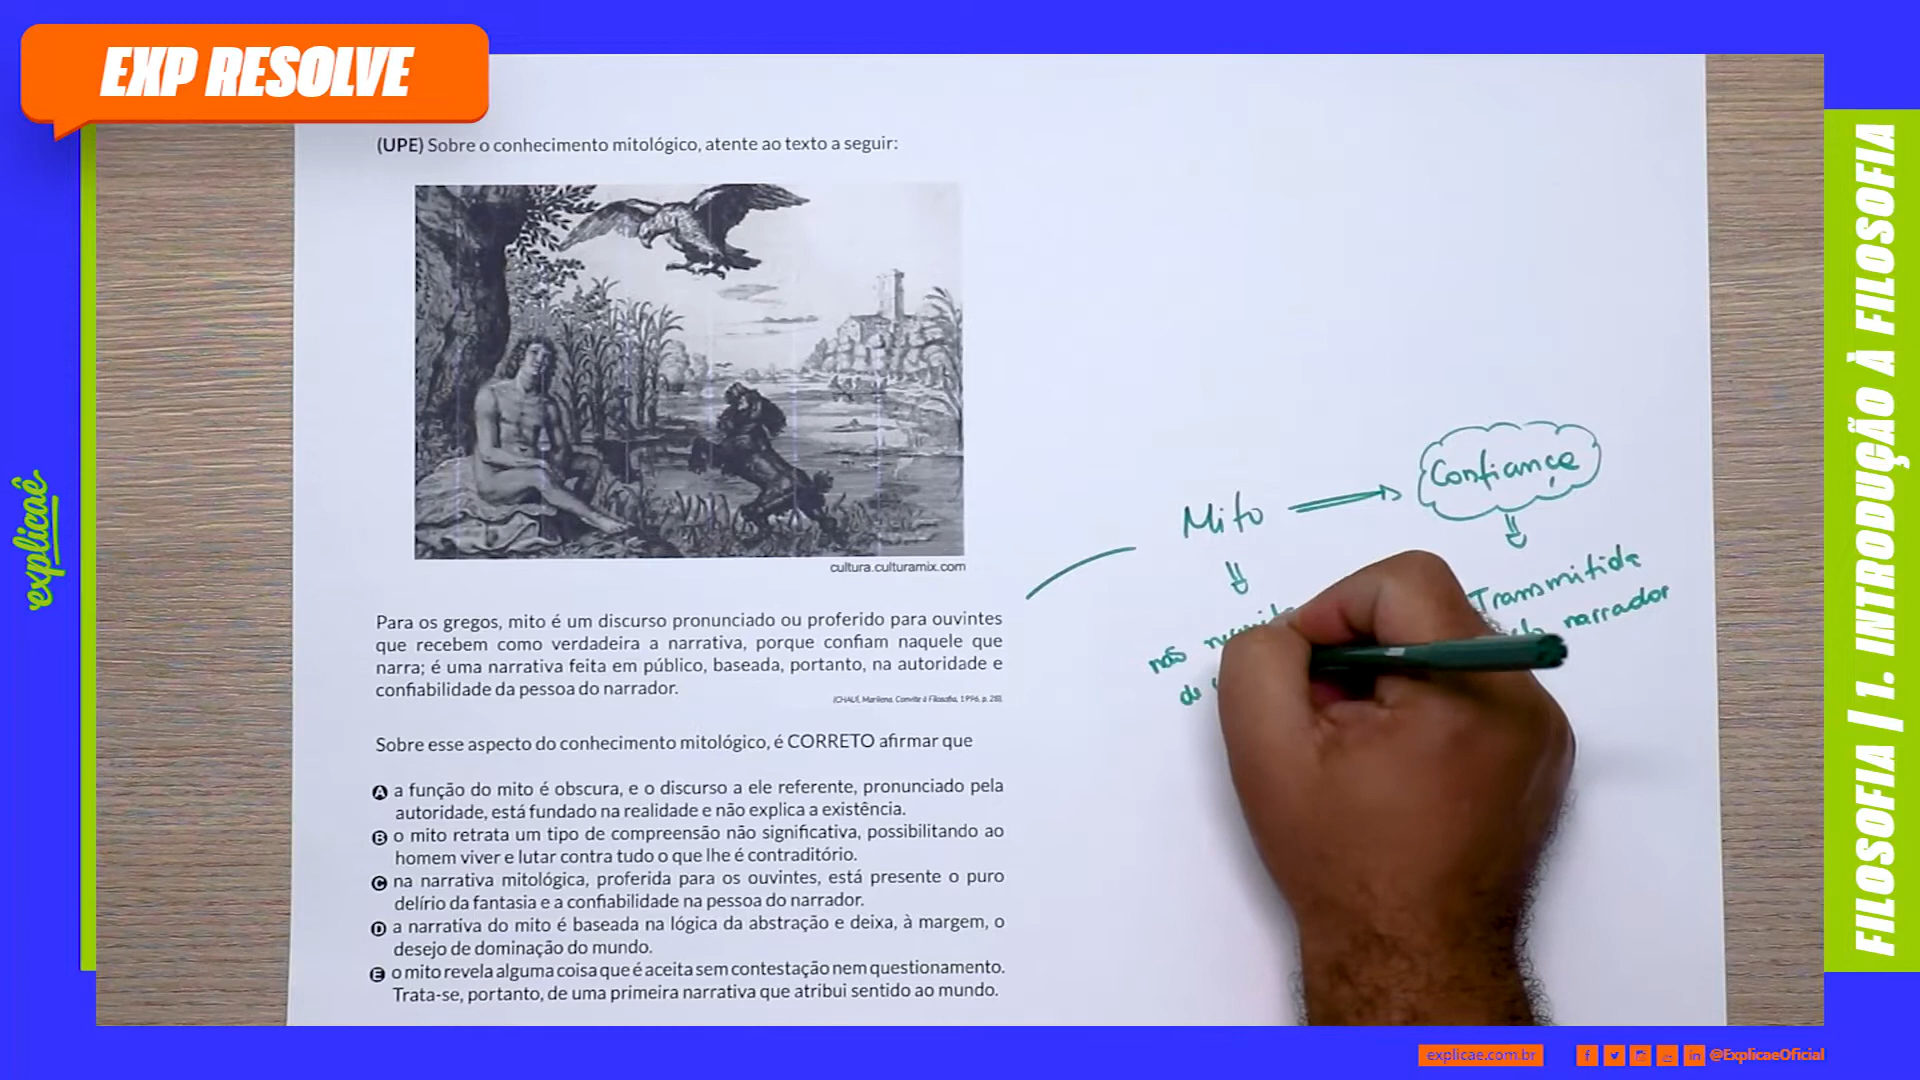 EXP RESOLVE
(UPE) Sobre o conhecimento mitológico, atente ao texto a seguir:
cultura.culturamix.com
Para os gregos, mito é um discurso pronunciado ou proferido para ouvintes
que recebem como verdadeira a narrativa, porque confiam naquele que
narra; é uma narrativa feita em público, baseada, portanto, na autoridade e
confiabilidade da pessoa do narrador.
(CHAUÍ, Marilena. Convite à Filosofia, 1996, p. 28).
Sobre esse aspecto do conhecimento mitológico, é CORRETO afirmar que
A a função do mito é obscura, e o discurso a ele referente, pronunciado pela
autoridade, está fundado na realidade e não explica a existência.
B o mito retrata um tipo de compreensão não significativa, possibilitando ao
homem viver e lutar contra tudo o que lhe é contraditório.
C na narrativa mitológica, proferida para os ouvintes, está presente o puro
delírio da fantasia e a confiabilidade na pessoa do narrador.
D a narrativa do mito é baseada na lógica da abstração e deixa, à margem, o
desejo de dominação do mundo.
E o mito revela alguma coisa que é aceita sem contestação nem questionamento.
Trata-se, portanto, de uma primeira narrativa que atribui sentido ao mundo.
Mito
Confiança
Transmitida
narrador
não
de
explicaê
FILOSOFIA | 1. INTRODUÇÃO À FILOSOFIA
explicae.com.br
@ExplicaeOficial